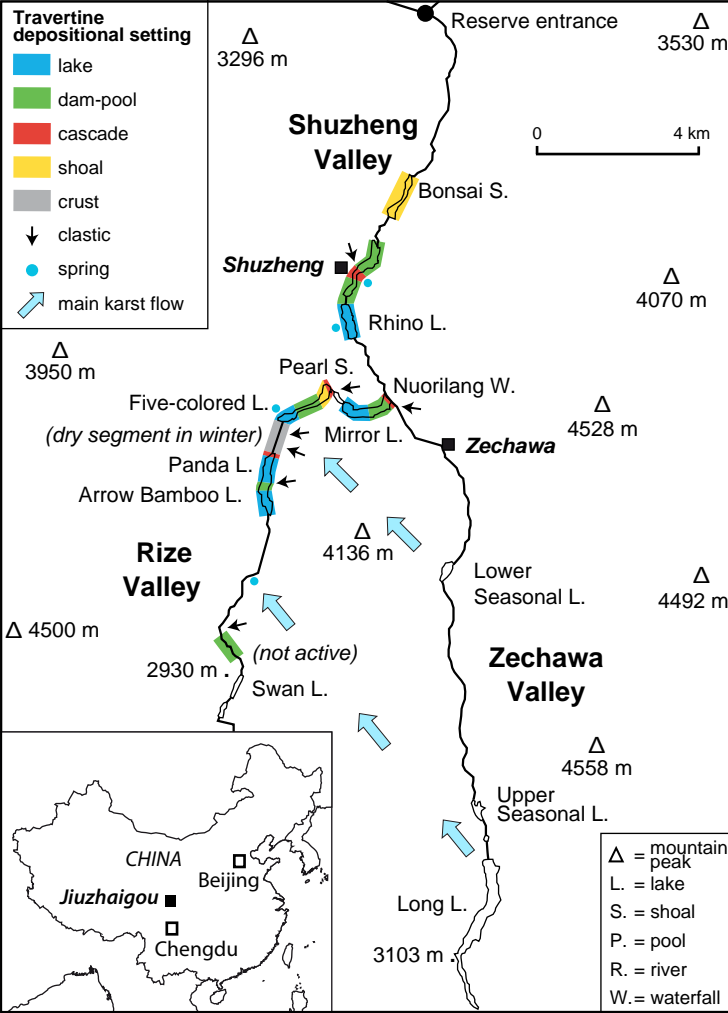 Travertine
depositional setting
lake
dam-pool
cascade
shoal
crust
clastic
spring
main karst flow
Reserve entrance
Δ
3296 m
Δ
3530 m
Shuzheng
Valley
0 4 km
Bonsai S.
Shuzheng
Δ
4070 m
Rhino L.
Δ
3950 m
Pearl S.
Nuorilang W.
Five-colored L.
Δ
4528 m
(dry segment in winter)
Mirror L.
Zechawa
Panda L.
Arrow Bamboo L.
Δ
4136 m
Rize
Valley
Lower
Seasonal L.
Δ
4492 m
Δ 4500 m
(not active)
2930 m
Swan L.
Zechawa
Valley
Δ
4558 m
Upper
Seasonal L.
Long L.
3103 m
CHINA
Beijing
Jiuzhaigou
Chengdu
Δ = mountain
peak
L. = lake
S. = shoal
P. = pool
R. = river
W.= waterfall